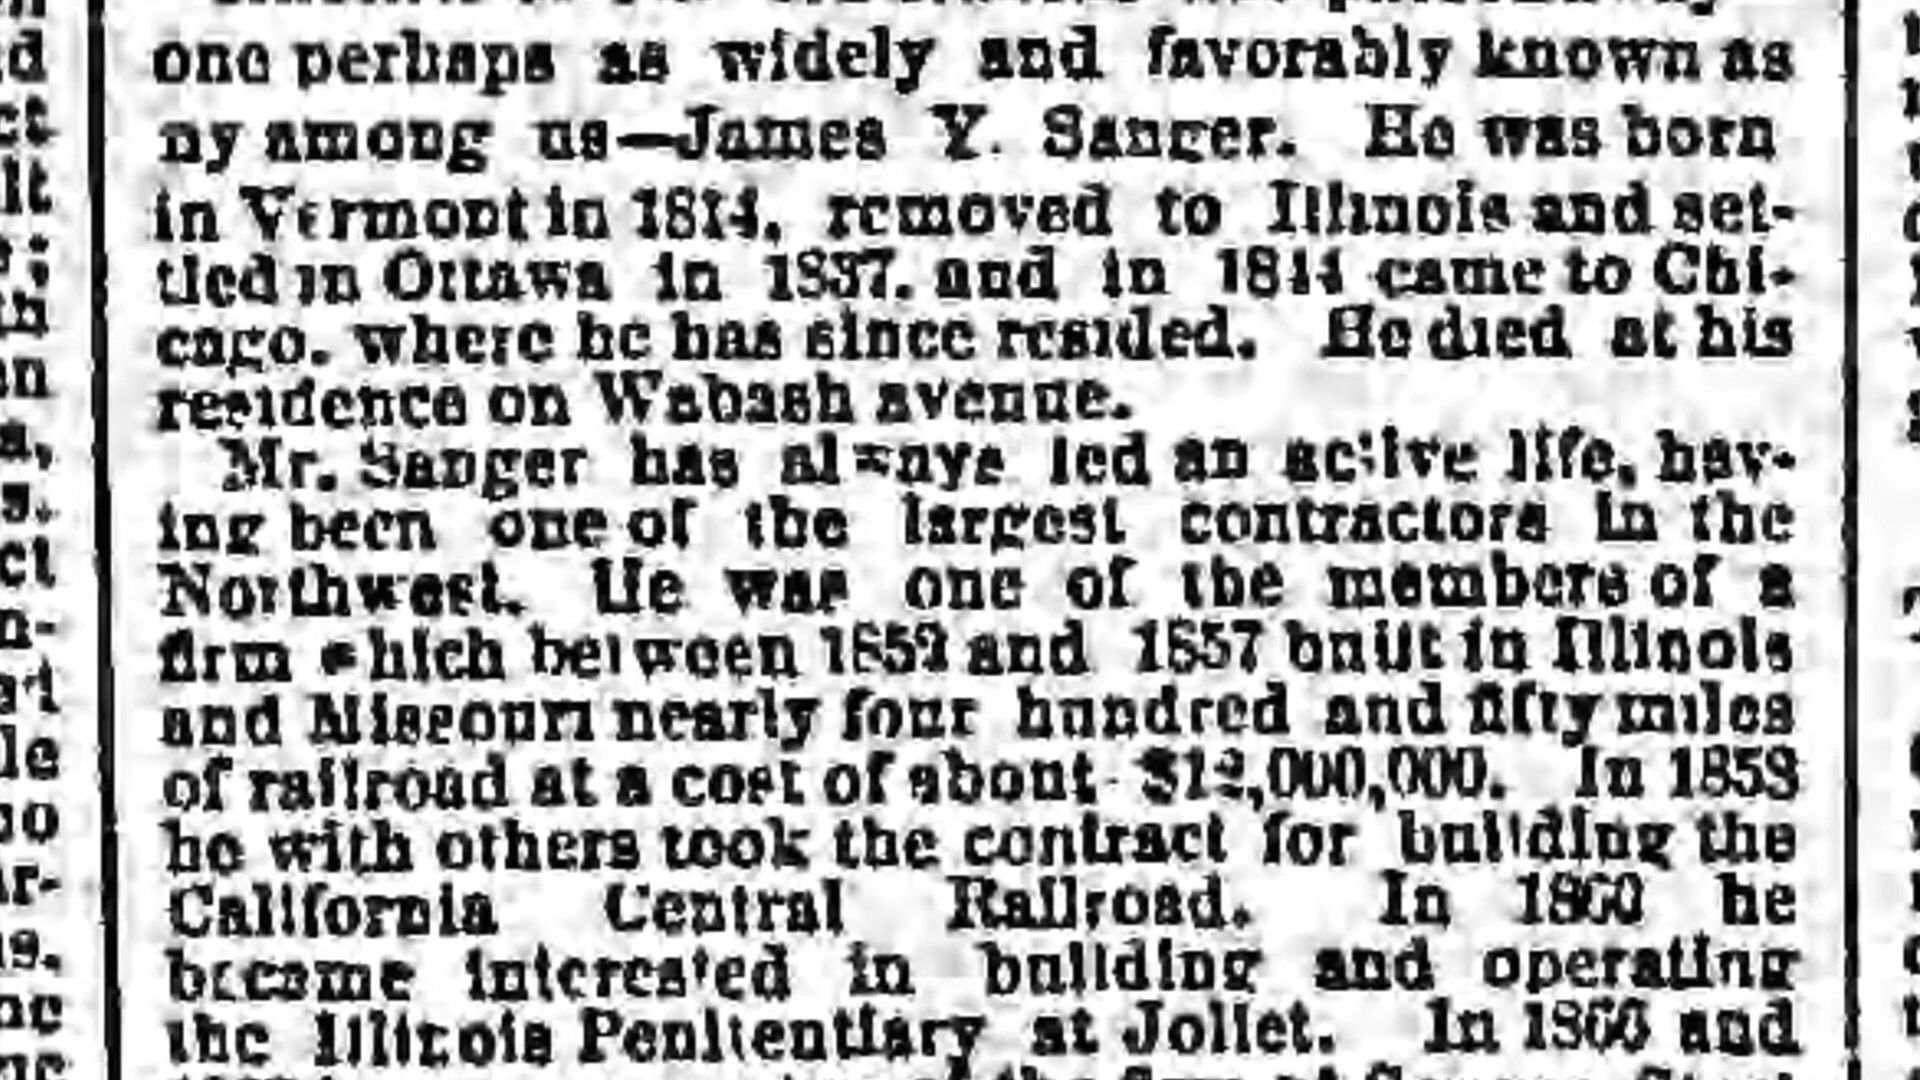 one perhaps as widely and favorably known as
ny among us—James Y. Sanger. He was born
in Vermont in 1814, removed to Illinois and set-
tled in Ottawa in 1837, and in 1844 came to Chi-
cago, where he has since resided. He died at his
residence on Wabash avenue.
Mr. Sanger has always led an active life, hav-
ing been one of the largest contractors in the
Northwest. He was one of the members of a
firm which between 1852 and 1857 built in Illinois
and Missouri nearly four hundred and fifty miles
of railroad at a cost of about $12,000,000. In 1858
he with others took the contract for building the
California Central Railroad. In 1860 he
became interested in building and operating
the Illinois Penitentiary at Joliet. In 1866 and